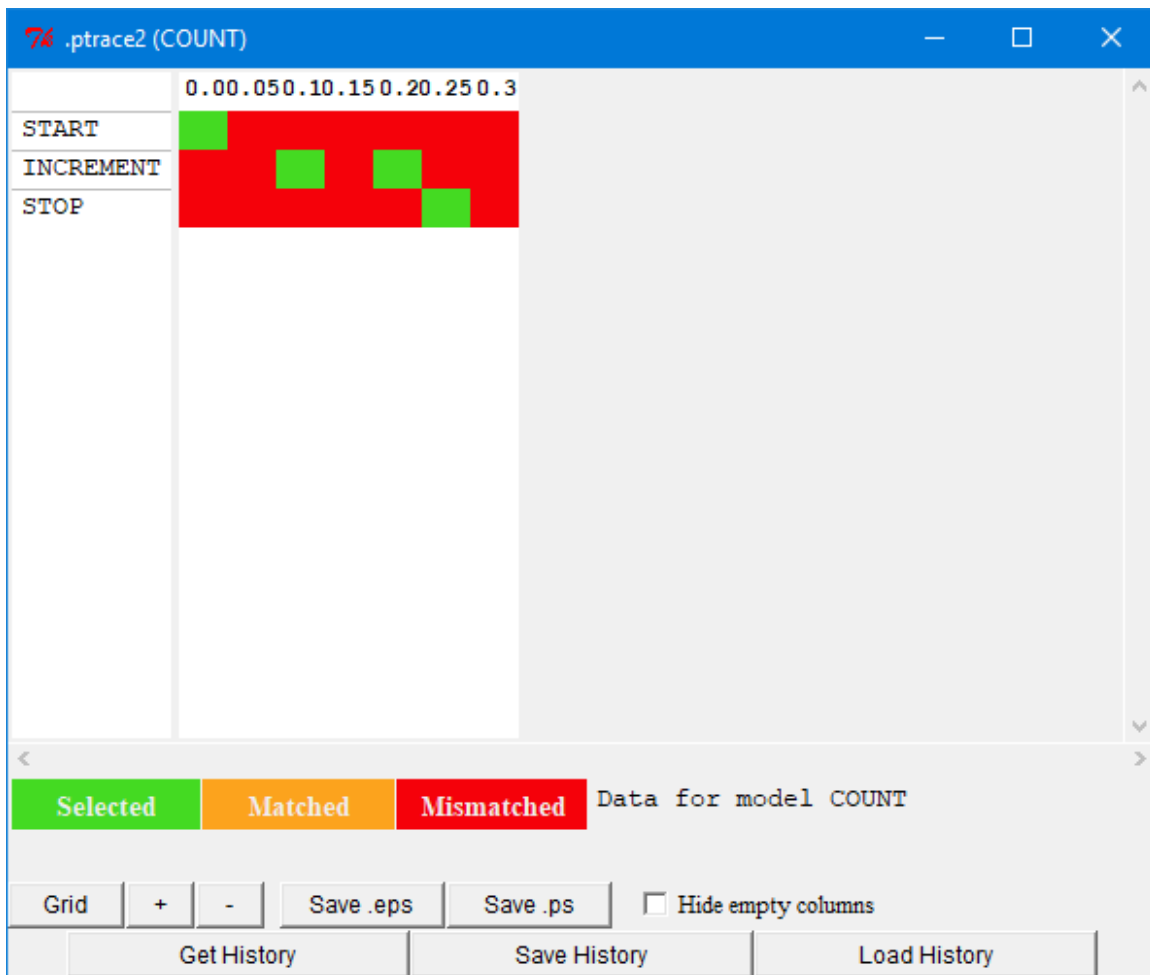 7k .ptrace2 (COUNT)
0.00.050.10.150.20.250.3
START
INCREMENT
STOP
Selected Matched Mismatched Data for model COUNT
Grid + - Save .eps Save .ps Hide empty columns
Get History Save History Load History